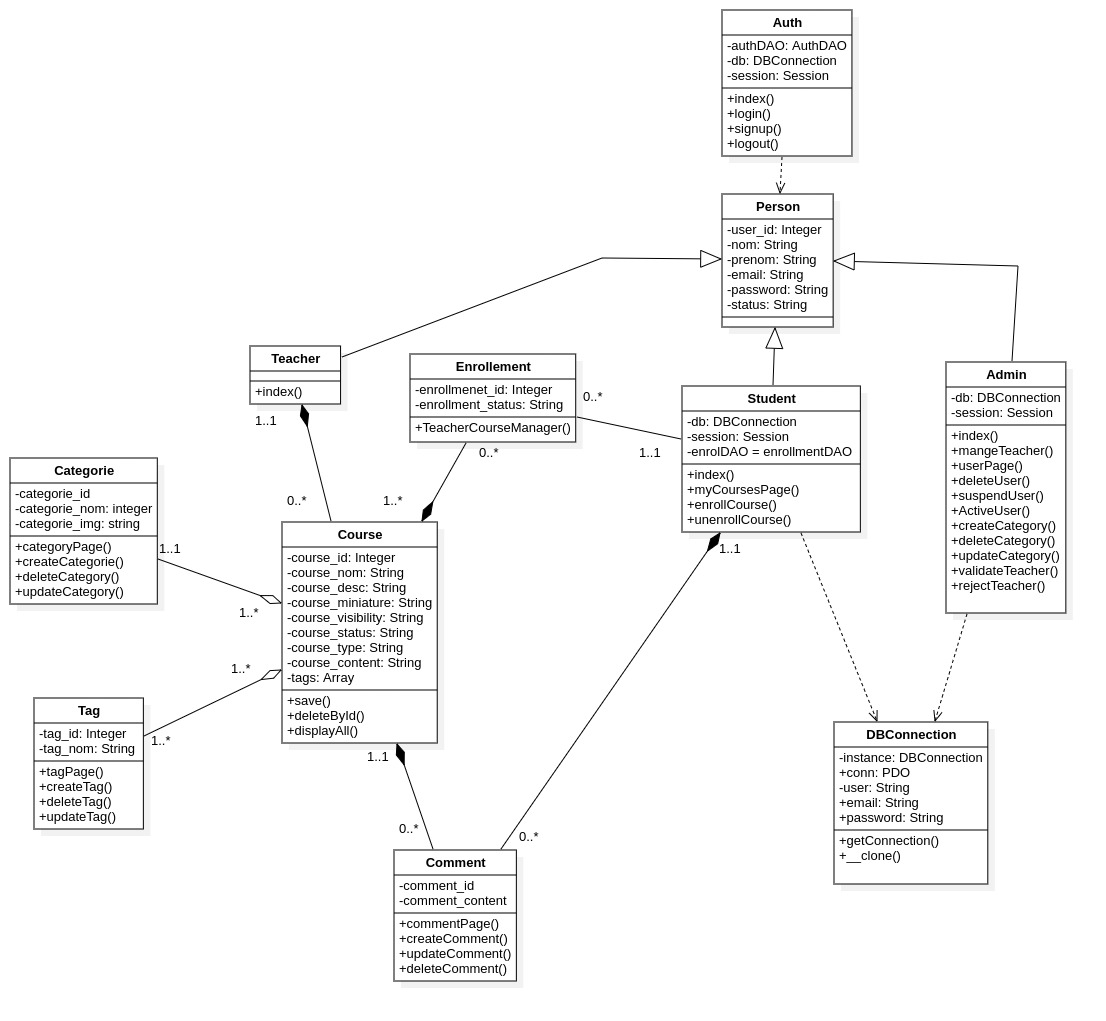 Auth
-authDAO: AuthDAO
-db: DBConnection
-session: Session
+index()
+login()
+signup()
+logout()
Person
-user_id: Integer
-nom: String
-prenom: String
-email: String
-password: String
-status: String
Teacher
+index()
1..1
0..*
Enrollement
-enrollmenet_id: Integer
-enrollment_status: String
+TeacherCourseManager()
0..*
1..1
0..*
1..*
Student
-db: DBConnection
-session: Session
-enrolDAO = enrollmentDAO
+index()
+myCoursesPage()
+enrollCourse()
+unenrollCourse()
1..1
Admin
-db: DBConnection
-session: Session
+index()
+mangeTeacher()
+userPage()
+deleteUser()
+suspendUser()
+ActiveUser()
+createCategory()
+deleteCategory()
+updateCategory()
+validateTeacher()
+rejectTeacher()
Categorie
-categorie_id
-categorie_nom: integer
-categorie_img: string
+categoryPage()
+createCategorie()
+deleteCategory()
+updateCategory()
1..1
1..*
Course
-course_id: Integer
-course_nom: String
-course_desc: String
-course_miniature: String
-course_visibility: String
-course_status: String
-course_type: String
-course_content: String
-tags: Array
+save()
+deleteById()
+displayAll()
1..*
1..*
1..1
0..*
Tag
-tag_id: Integer
-tag_nom: String
+tagPage()
+createTag()
+deleteTag()
+updateTag()
DBConnection
-instance: DBConnection
+conn: PDO
-user: String
+email: String
+password: String
+getConnection()
+__clone()
0..*
Comment
-comment_id
-comment_content
+commentPage()
+createComment()
+updateComment()
+deleteComment()